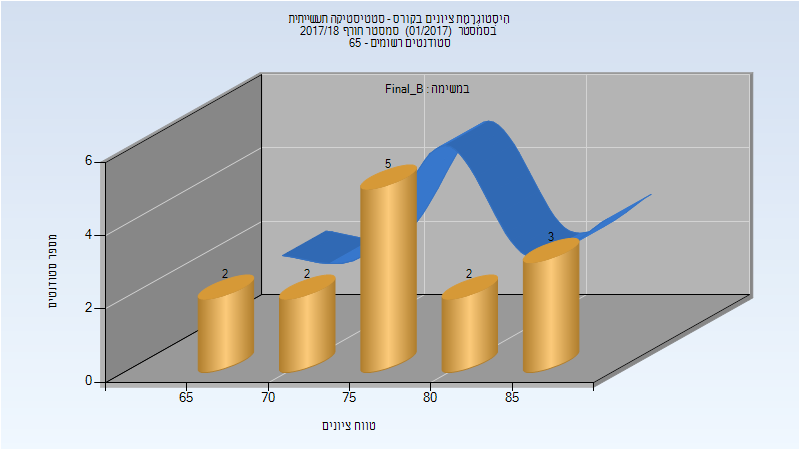 היסטוגרמת ציונים בקורס - סטטיסטיקה תעשייתית
בסמסטר (01/2017) סמסטר חורף 2017/18
סטודנטים רשומים - 65
במשימה : Final_B
מספר סטודנטים
6
4
2
0
2
2
5
2
3
65
70
75
80
85
טווח ציונים